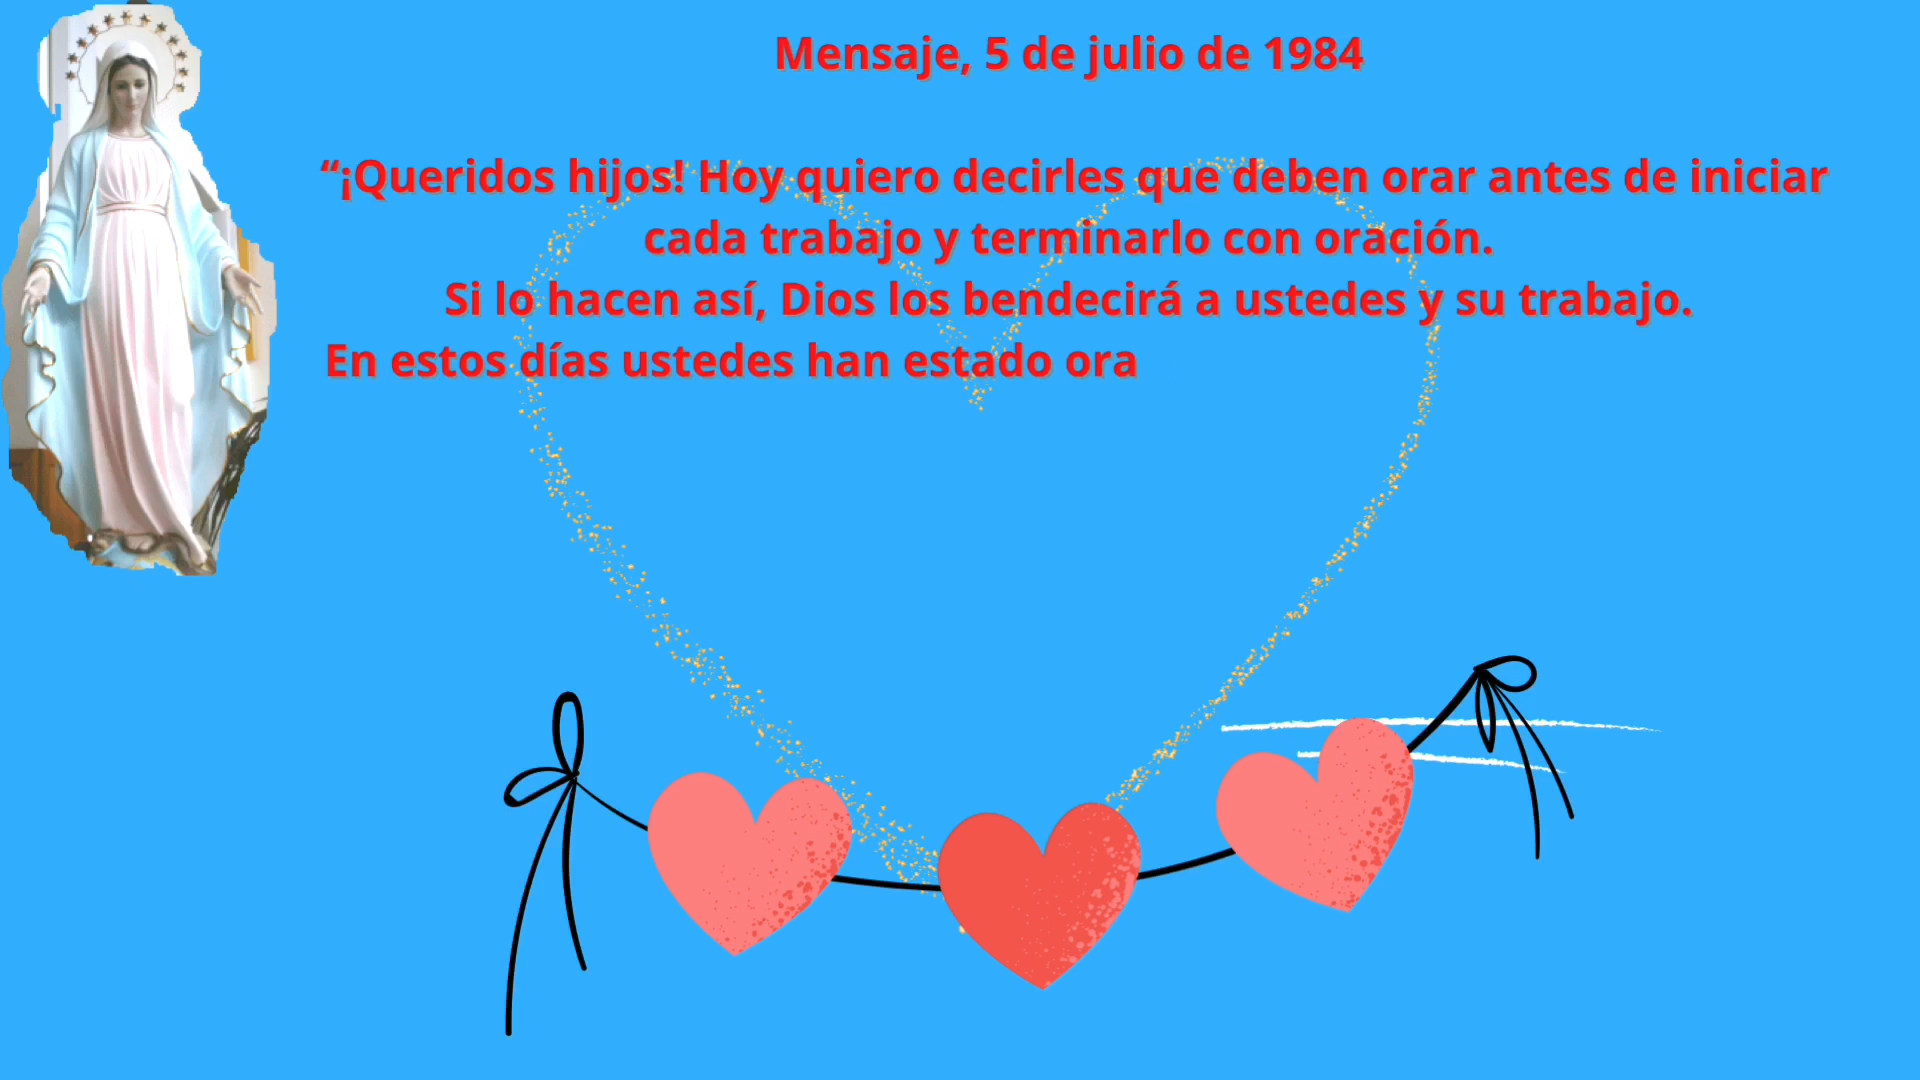 Mensaje, 5 de julio de 1984
“¡Queridos hijos! Hoy quiero decirles que deben orar antes de iniciar
cada trabajo y terminarlo con oración.
Si lo hacen así, Dios los bendecirá a ustedes y su trabajo.
En estos días ustedes han estado ora